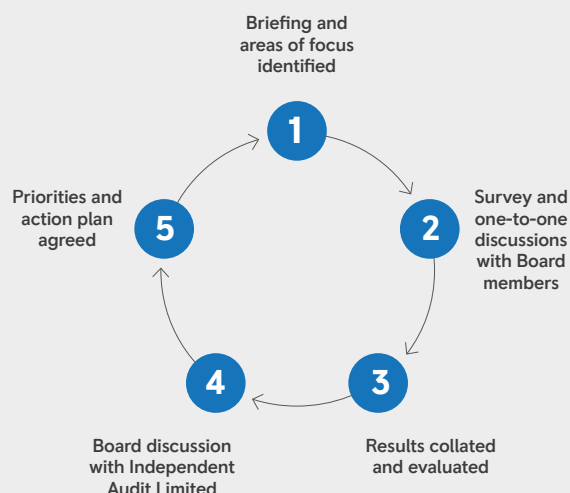 Briefing and
areas of focus
identified
1
2
Survey and
one-to-one
discussions
with Board
members
3
Results collated
and evaluated
4
Board discussion
with Independent
Audit Limited
5
Priorities and
action plan
agreed